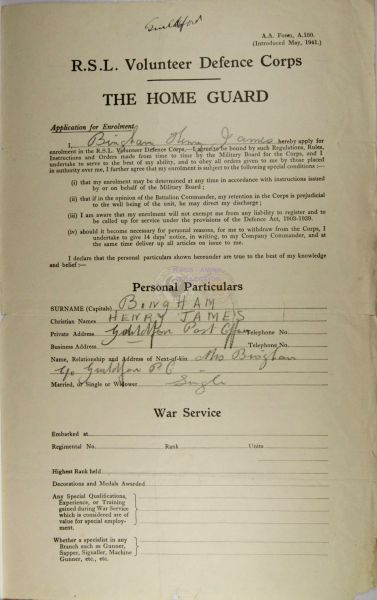 Guildford
A.A. Form, A.150.
(Introduced May, 1941.)
R.S.L. Volunteer Defence Corps
THE HOME GUARD
Application for Enrolment.
I, Bingham Henry James hereby apply for
enrolment in the R.S.L. Volunteer Defence Corps.—I agree to be bound by such Regulations, Rules,
Instructions and Orders made from time to time by the Military Board for the Corps, and I
undertake to serve to the best of my ability, and to obey all orders given to me by those placed
in authority over me, I further agree that my enrolment is subject to the following special conditions:—
(i) that my enrolment may be determined at any time in accordance with instructions issued
by or on behalf of the Military Board;
(ii) that if in the opinion of the Battalion Commander, my retention in the Corps is prejudicial
to the well being of the unit, he may direct my discharge;
(iii) I am aware that my enrolment will not exempt me from any liability to register and to
be called up for service under the provisions of the Defence Act, 1903-1939.
(iv) should it become necessary for personal reasons, for me to withdraw from the Corps, I
undertake to give 14 days' notice, in writing, to my Company Commander, and at
the same time deliver up all articles on issue to me.
I declare that the personal particulars shown hereunder are true to the best of my knowledge
and belief:—
Personal Particulars
SURNAME (Capitals) BINGHAM
Christian Names HENRY JAMES
Private Address Post Office Telephone No.
Business Address Telephone No.
Name, Relationship and Address of Next-of-kin Mrs Bingham
Married, or Single or Widower Single
War Service
Embarked at
Regimental No. Rank Units
Highest Rank held
Decorations and Medals Awarded
Any Special Qualifications,
Experience, or Training
gained during War Service
which is considered are of
value for special employ-
ment.
Whether a specialist in any
Branch such as Gunner,
Sapper, Signaller, Machine
Gunner, etc., etc.